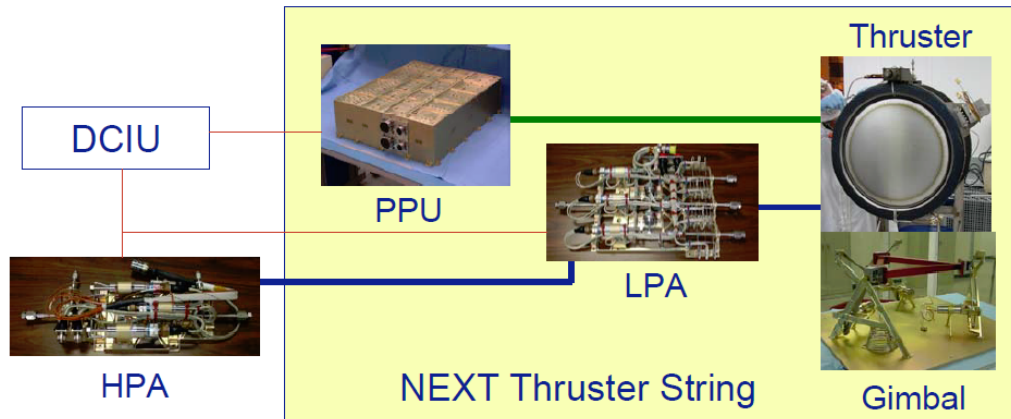 Thruster
DCIU
PPU
LPA
HPA
NEXT Thruster String
Gimbal